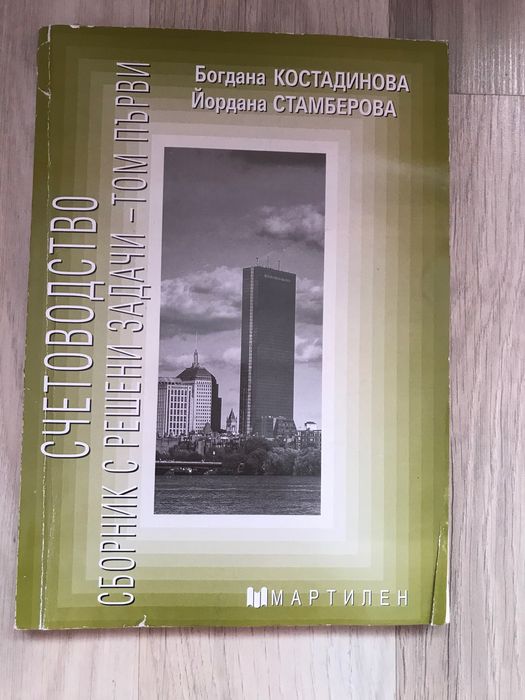 Богдана КОСТАДИНОВА
Йордана СТАМБЕРОВА
СЧЕТОВОДСТВО
СБОРНИК С РЕШЕНИ ЗАДАЧИ – ТОМ ПЪРВИ
МАРТИЛЕН